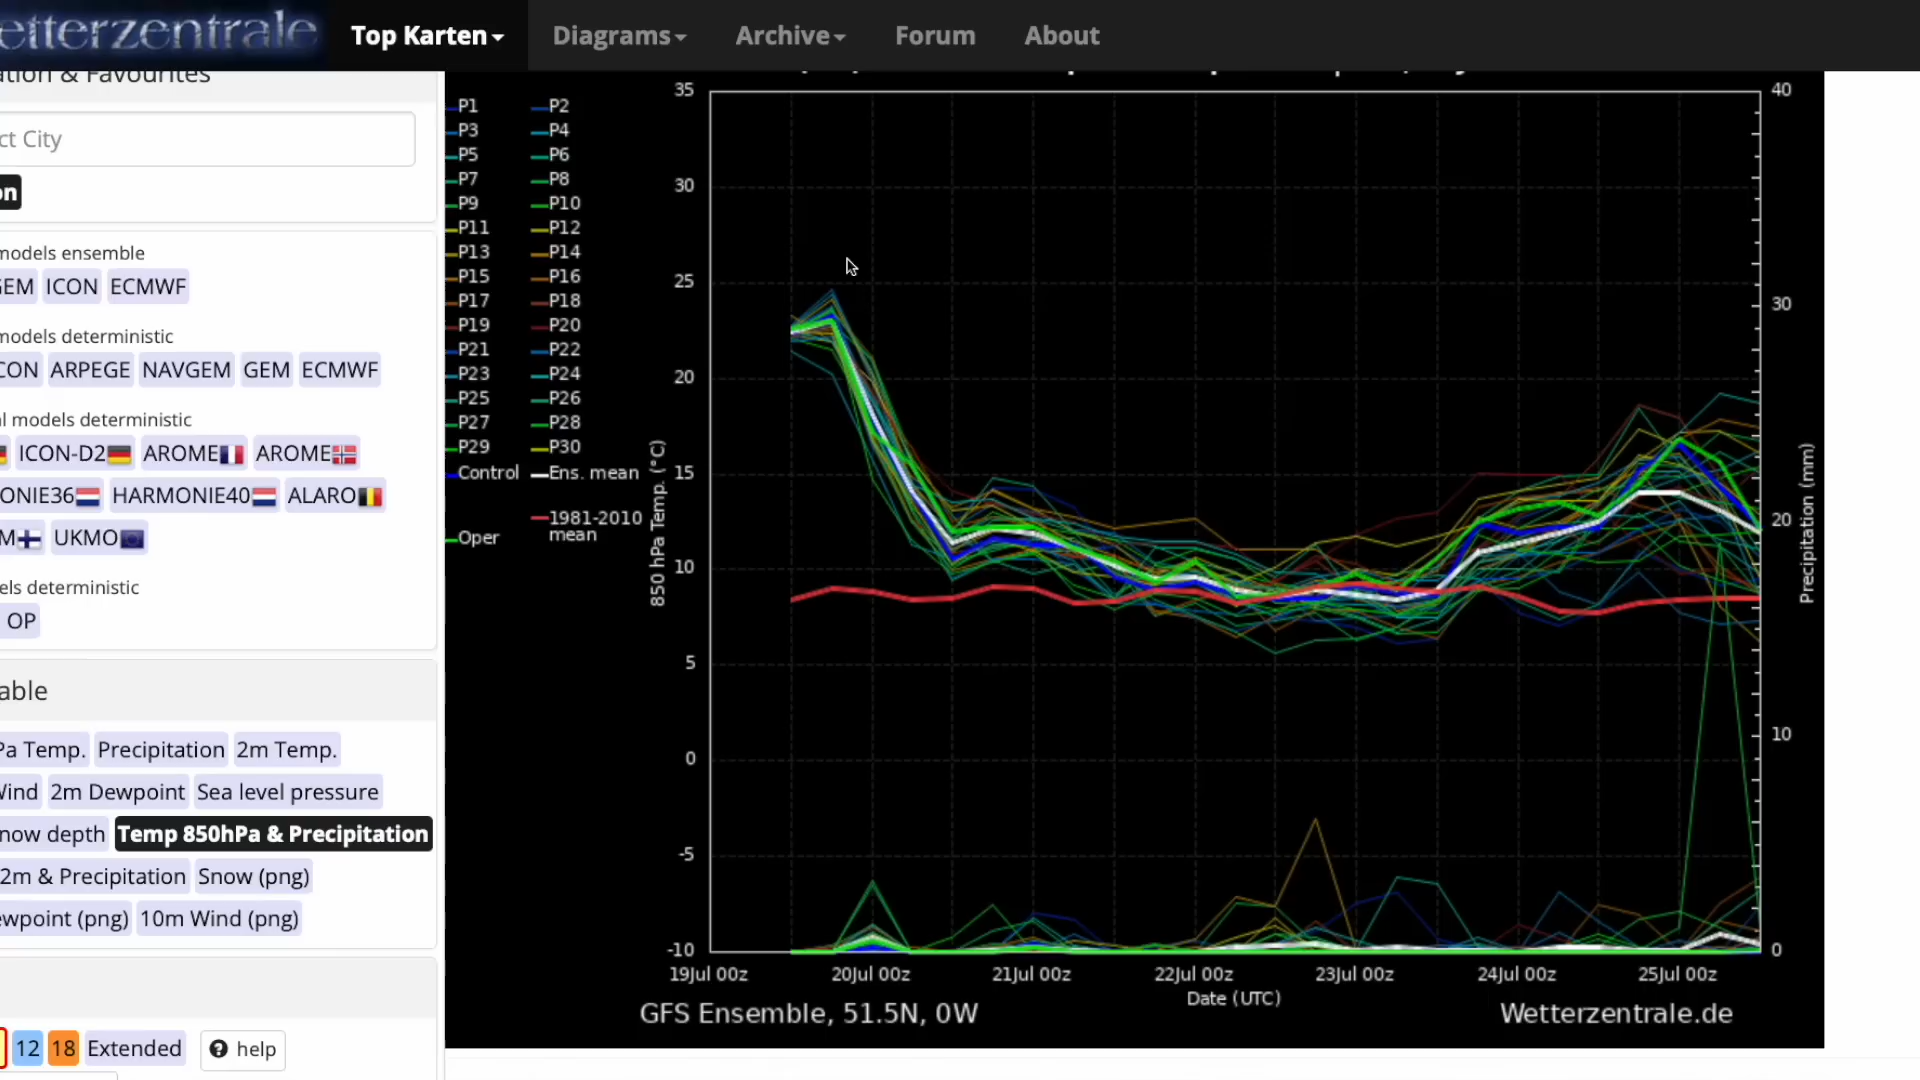 etterzentrale
Top Karten
Diagrams
Archive
Forum
About
ation & Favourites
ct City
on
models ensemble
GEM ICON ECMWF
models deterministic
CON ARPEGE NAVGEM GEM ECMWF
l models deterministic
ICON-D2 AROME AROME
ONIE36 HARMONIE40 ALARO
M UKMO
els deterministic
OP
able
Pa Temp. Precipitation 2m Temp.
Wind 2m Dewpoint Sea level pressure
now depth Temp 850hPa & Precipitation
2m & Precipitation Snow (png)
ewpoint (png) 10m Wind (png)
12 18 Extended help
P1 P2
P3 P4
P5 P6
P7 P8
P9 P10
P11 P12
P13 P14
P15 P16
P17 P18
P19 P20
P21 P22
P23 P24
P25 P26
P27 P28
P29 P30
Control Ens. mean
1981-2010
mean
Oper
850 hPa Temp. (°C)
35
30
25
20
15
10
5
0
-5
-10
40
30
20
10
0
Precipitation (mm)
19Jul 00z 20Jul 00z 21Jul 00z 22Jul 00z 23Jul 00z 24Jul 00z 25Jul 00z
Date (UTC)
GFS Ensemble, 51.5N, 0W
Wetterzentrale.de